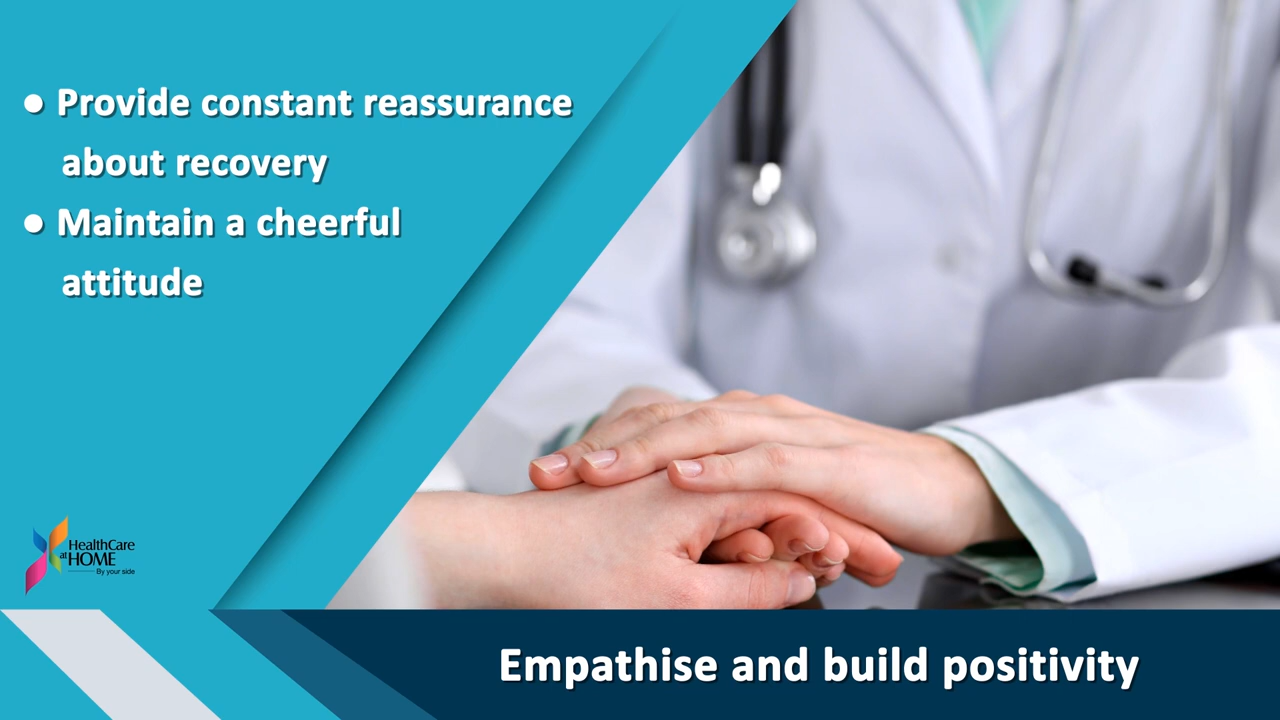 ● Provide constant reassurance
about recovery
● Maintain a cheerful
attitude
HealthCare
at HOME
By your side
Empathise and build positivity